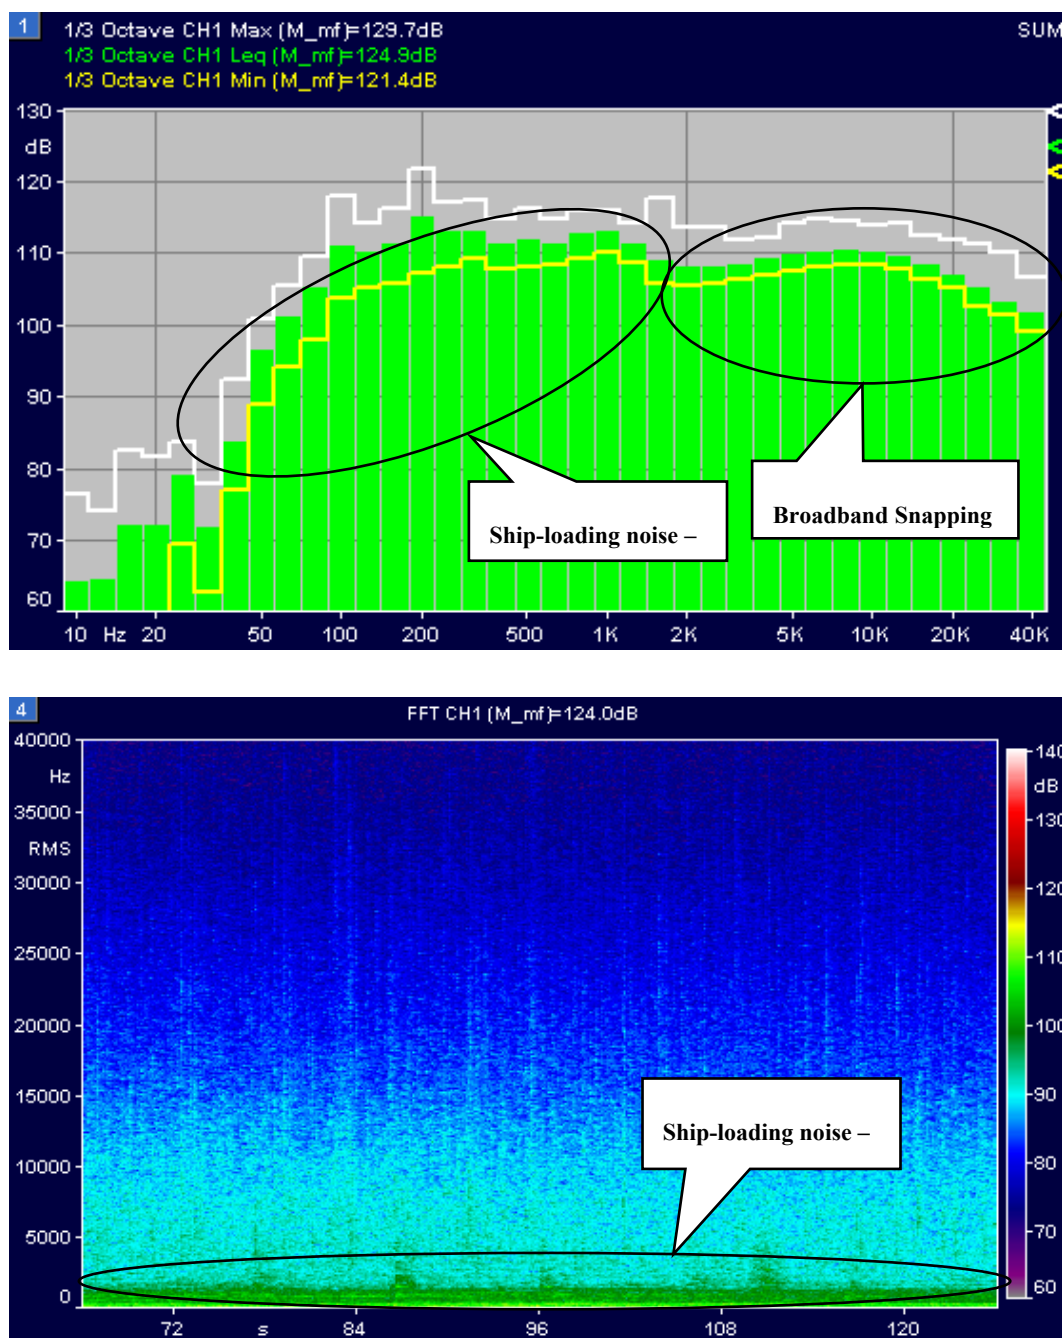 1
1/3 Octave CH1 Max (M_mf)=129.7dB
SUM
1/3 Octave CH1 Leq (M_mf)=124.9dB
1/3 Octave CH1 Min (M_mf)=121.4dB
130
dB
120
110
100
90
80
70
60
Ship-loading noise –
Broadband Snapping
10 Hz 20 50 100 200 500 1K 2K 5K 10K 20K 40K
4
FFT CH1 (M_mf)=124.0dB
40000
Hz
35000
RMS
30000
25000
20000
15000
10000
5000
0
140
dB
130
120
110
100
90
80
70
60
Ship-loading noise –
72 s 84 96 108 120